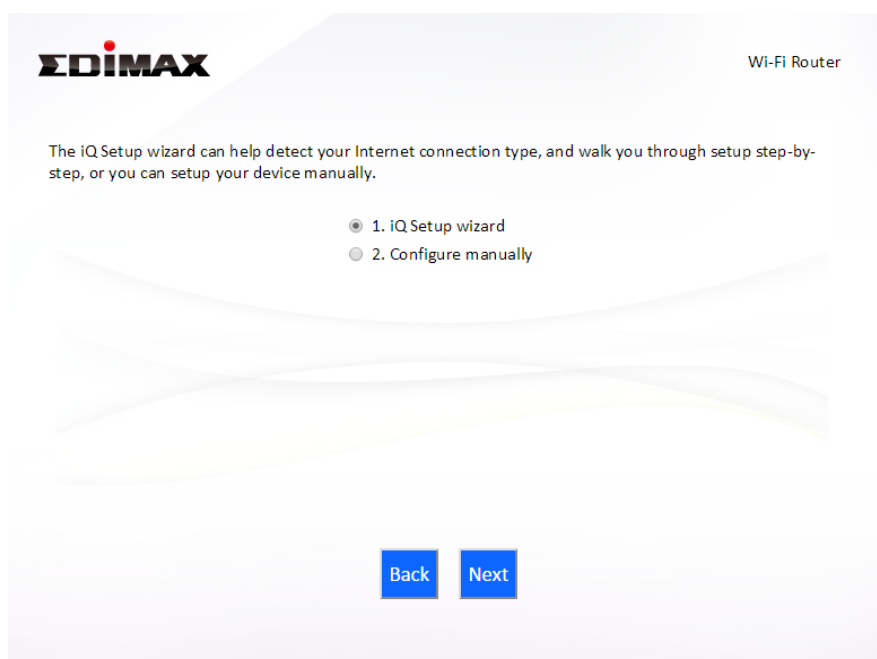 EDIMAX
Wi-Fi Router
The iQ Setup wizard can help detect your Internet connection type, and walk you through setup step-by-
step, or you can setup your device manually.
1. iQ Setup wizard
2. Configure manually
Back
Next